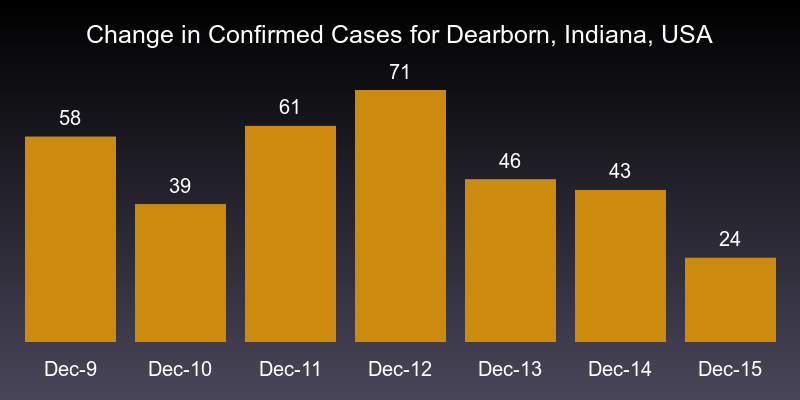 Change in Confirmed Cases for Dearborn, Indiana, USA
58 39 61 71 46 43 24
Dec-9 Dec-10 Dec-11 Dec-12 Dec-13 Dec-14 Dec-15